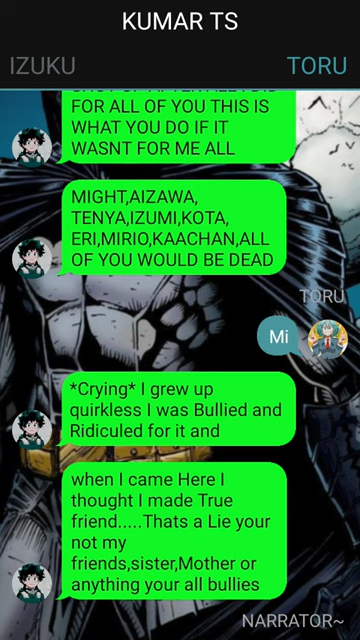 KUMAR TS
IZUKU
TORU
FOR ALL OF YOU THIS IS
WHAT YOU DO IF IT
WASNT FOR ME ALL
MIGHT,AIZAWA,
TENYA,IZUMI,KOTA,
ERI,MIRIO,KAACHAN,ALL
OF YOU WOULD BE DEAD
TORU
Mi
*Crying* I grew up
quirkless I was Bullied and
Ridiculed for it and
when I came Here I
thought I made True
friend.....Thats a Lie your
not my
friends,sister,Mother or
anything your all bullies
NARRATOR~